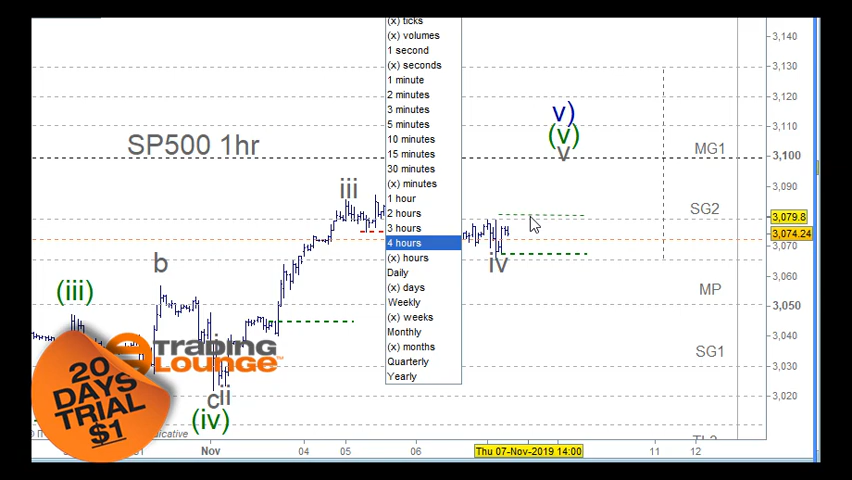 (x) ticks
(x) volumes
1 second
(x) seconds
1 minute
2 minutes
3 minutes
5 minutes
10 minutes
15 minutes
30 minutes
(x) minutes
1 hour
2 hours
3 hours
4 hours
(x) hours
Daily
(x) days
Weekly
(x) weeks
Monthly
(x) months
Quarterly
Yearly
SP500 1hr
iii
b
(iii)
cii
(iv)
iv
v)
(v)
v
MG1
SG2
MP
SG1
TL2
3,140
3,130
3,120
3,110
3,100
3,090
3,079.8
3,074.24
3,070
3,060
3,050
3,040
3,030
3,020
Nov
04
05
Thu 07-Nov-2019 14:00
11
12
TRADING
LOUNGE™
20
DAYS
TRIAL
$1